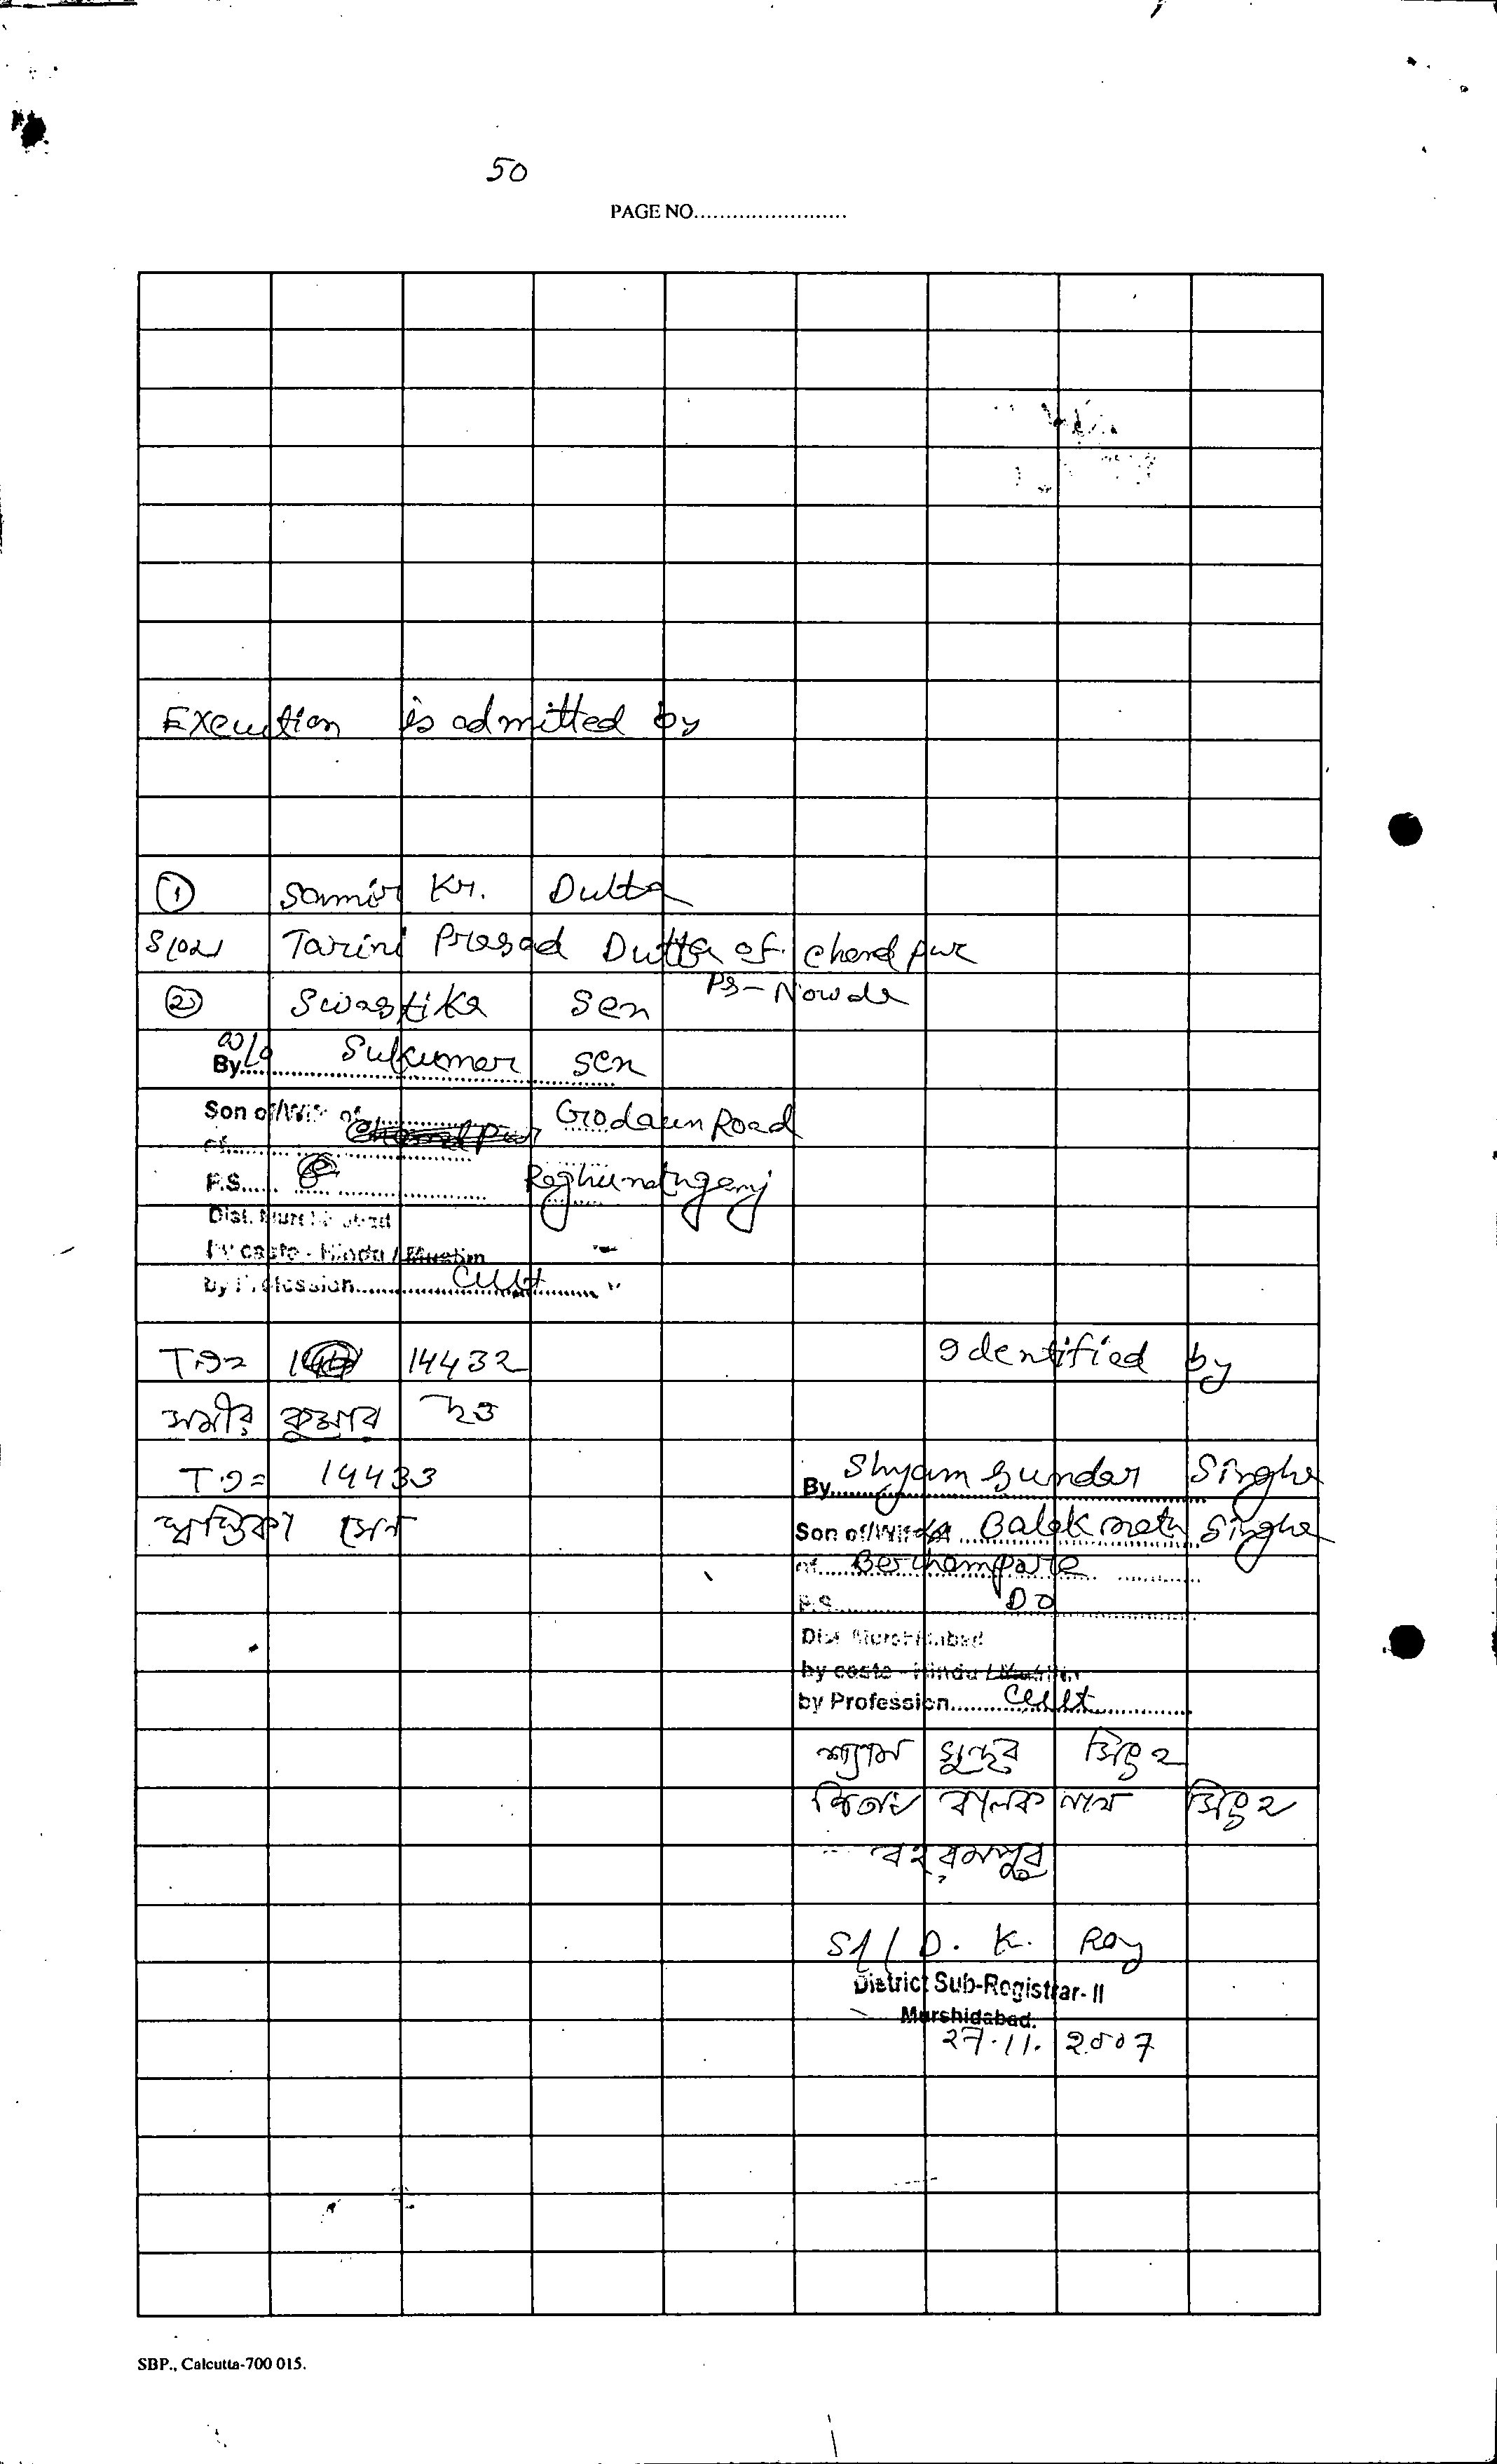 50
PAGE NO........................
Execution is admitted by
① Samir Kr. Dutta
S/o Tarini Prasad Dutta of Chandpur
PS - Nowda
② Swastika Sen
W/o Sukumar Sen
By
Son of/Wife of Godaun Road
of
P.S. Raghunathganj
Dist. Murshidabad
by caste - Hindu / Muslim
by Profession Cult
14432
সমীর কুমার দত্ত
14433
স্বস্তিকা সেন
Identified by
By Shyam Sundar Singha
Son of/Wife of Balak nath Singha
of Berhampore
P.S. Do
Dist Murshidabad
by caste - Hindu / Muslim
by Profession Cult
শ্যাম সুন্দর সিংহ
পিতা বালক নাথ সিংহ
বহরমপুর
Sd/ D. K. Roy
District Sub-Registrar- II
Murshidabad.
27.11.2007
SBP., Calcutta-700 015.